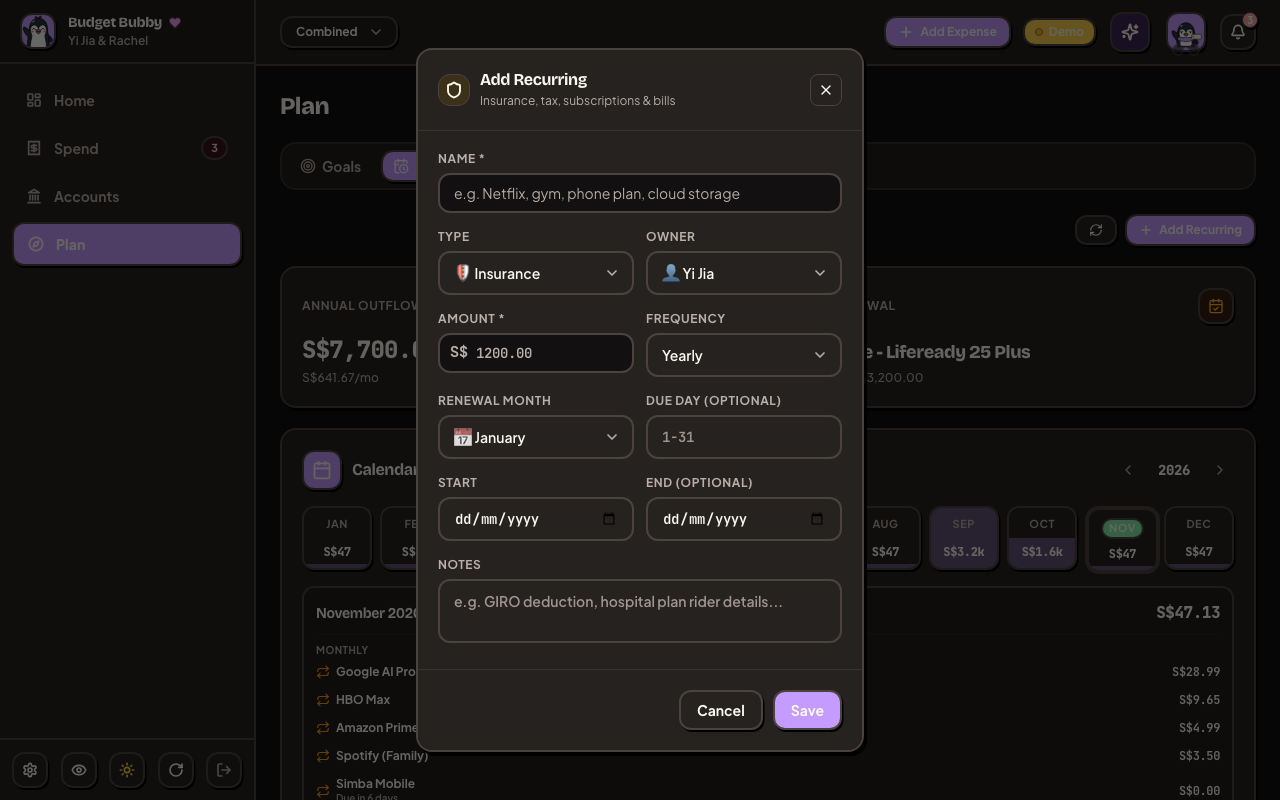 Budget Bubby
Yi Jia & Rachel
Combined
Add Expense
Demo
3
Home
Spend
3
Accounts
Plan
Plan
Goals
Add Recurring
ANNUAL OUTFLOW
S$7,700.
S$641.67/mo
WAL
e - Lifeready 25 Plus
3,200.00
Calendar
2026
JAN
S$47
FE
S$
AUG
S$47
SEP
S$3.2k
OCT
S$1.6k
NOV
S$47
DEC
S$47
November 2026
S$47.13
MONTHLY
Google AI Pro
S$28.99
HBO Max
S$9.65
Amazon Prime
S$4.99
Spotify (Family)
S$3.50
Simba Mobile
Due in 6 days
S$0.00
Add Recurring
Insurance, tax, subscriptions & bills
NAME *
e.g. Netflix, gym, phone plan, cloud storage
TYPE
OWNER
Insurance
Yi Jia
AMOUNT *
FREQUENCY
S$ 1200.00
Yearly
RENEWAL MONTH
DUE DAY (OPTIONAL)
17 January
1-31
START
END (OPTIONAL)
dd/mm/yyyy
dd/mm/yyyy
NOTES
e.g. GIRO deduction, hospital plan rider details...
Cancel
Save